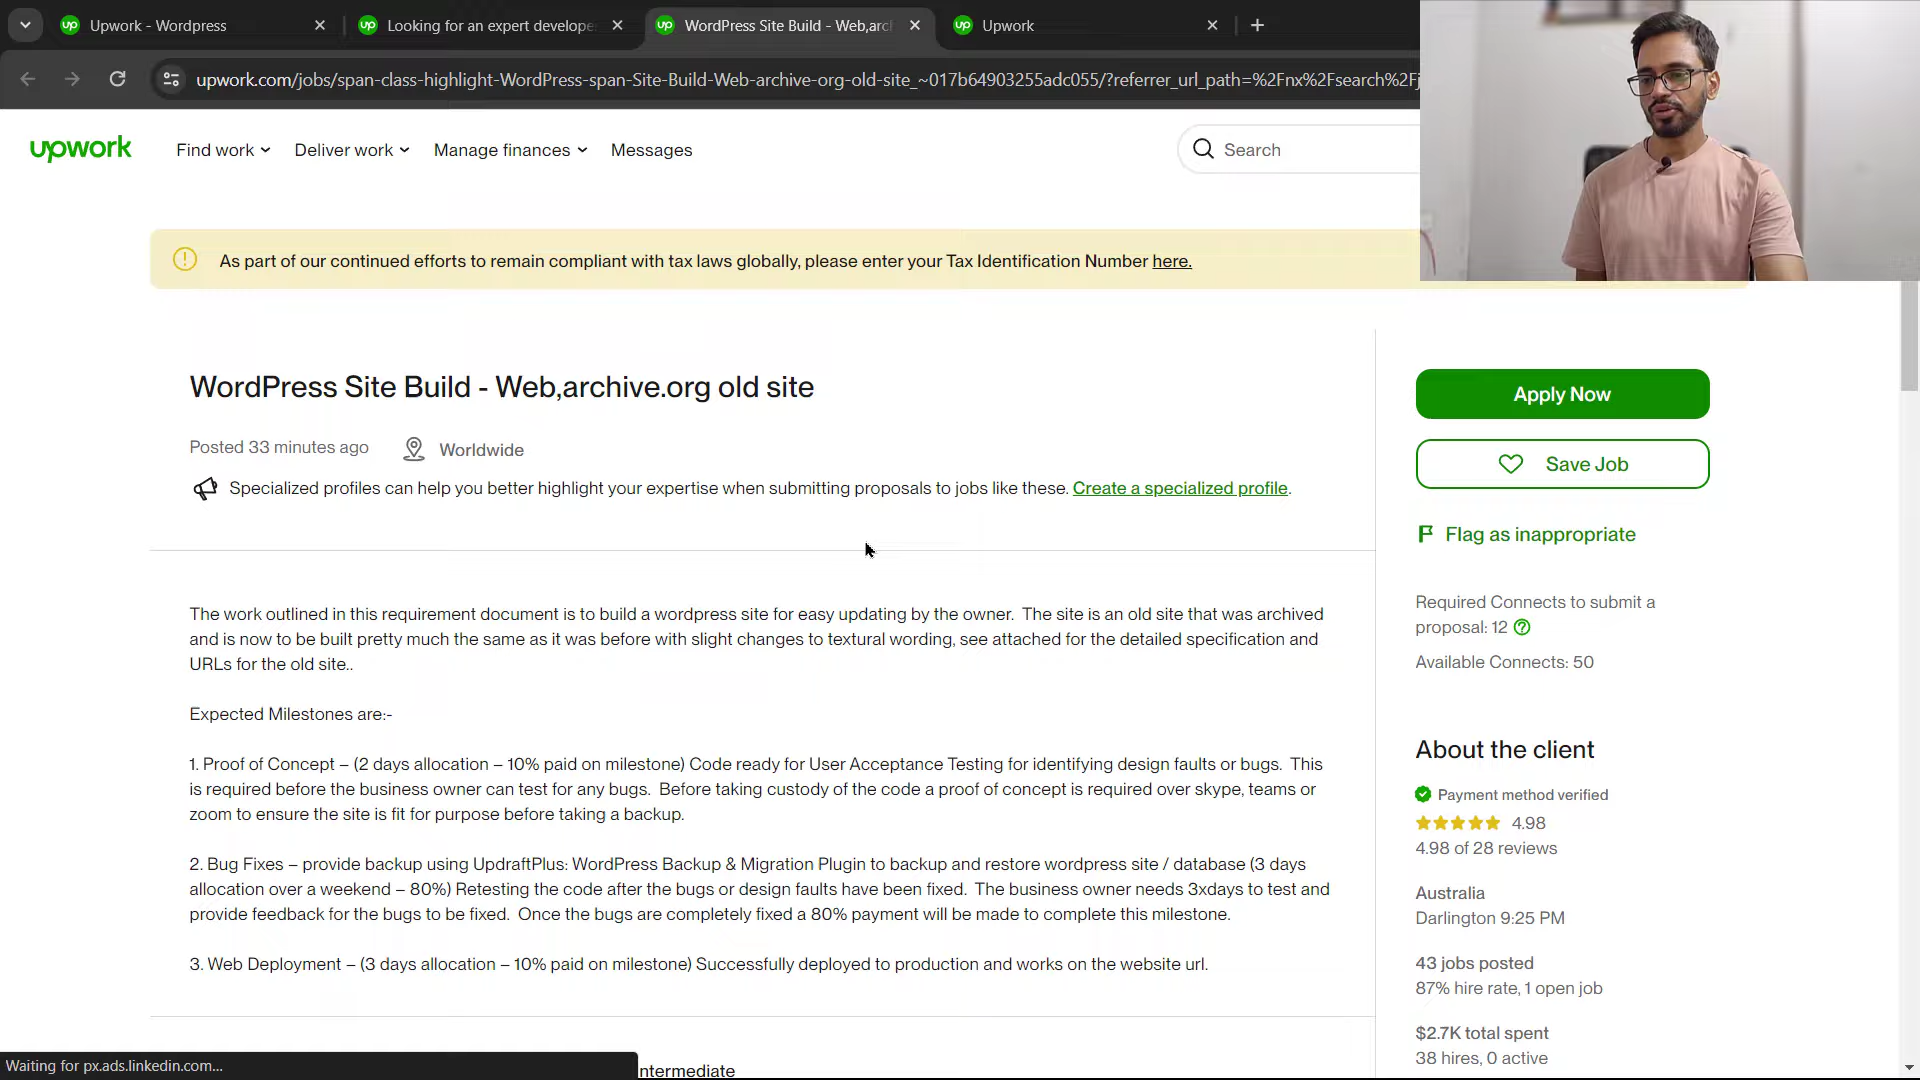 Upwork - Wordpress
Looking for an expert develope
WordPress Site Build - Web,arc
Upwork
upwork.com/jobs/span-class-highlight-WordPress-span-Site-Build-Web-archive-org-old-site_~017b64903255adc055/?referrer_url_path=%2Fnx%2Fsearch%2Fj
upwork
Find work
Deliver work
Manage finances
Messages
Search
As part of our continued efforts to remain compliant with tax laws globally, please enter your Tax Identification Number here.
WordPress Site Build - Web,archive.org old site
Posted 33 minutes ago
Worldwide
Specialized profiles can help you better highlight your expertise when submitting proposals to jobs like these. Create a specialized profile.
The work outlined in this requirement document is to build a wordpress site for easy updating by the owner. The site is an old site that was archived
and is now to be built pretty much the same as it was before with slight changes to textural wording, see attached for the detailed specification and
URLs for the old site..
Expected Milestones are:-
1. Proof of Concept – (2 days allocation – 10% paid on milestone) Code ready for User Acceptance Testing for identifying design faults or bugs. This
is required before the business owner can test for any bugs. Before taking custody of the code a proof of concept is required over skype, teams or
zoom to ensure the site is fit for purpose before taking a backup.
2. Bug Fixes – provide backup using UpdraftPlus: WordPress Backup & Migration Plugin to backup and restore wordpress site / database (3 days
allocation over a weekend – 80%) Retesting the code after the bugs or design faults have been fixed. The business owner needs 3xdays to test and
provide feedback for the bugs to be fixed. Once the bugs are completely fixed a 80% payment will be made to complete this milestone.
3. Web Deployment – (3 days allocation – 10% paid on milestone) Successfully deployed to production and works on the website url.
ntermediate
Waiting for px.ads.linkedin.com...
Apply Now
Save Job
Flag as inappropriate
Required Connects to submit a
proposal: 12
Available Connects: 50
About the client
Payment method verified
4.98
4.98 of 28 reviews
Australia
Darlington 9:25 PM
43 jobs posted
87% hire rate, 1 open job
$2.7K total spent
38 hires, 0 active